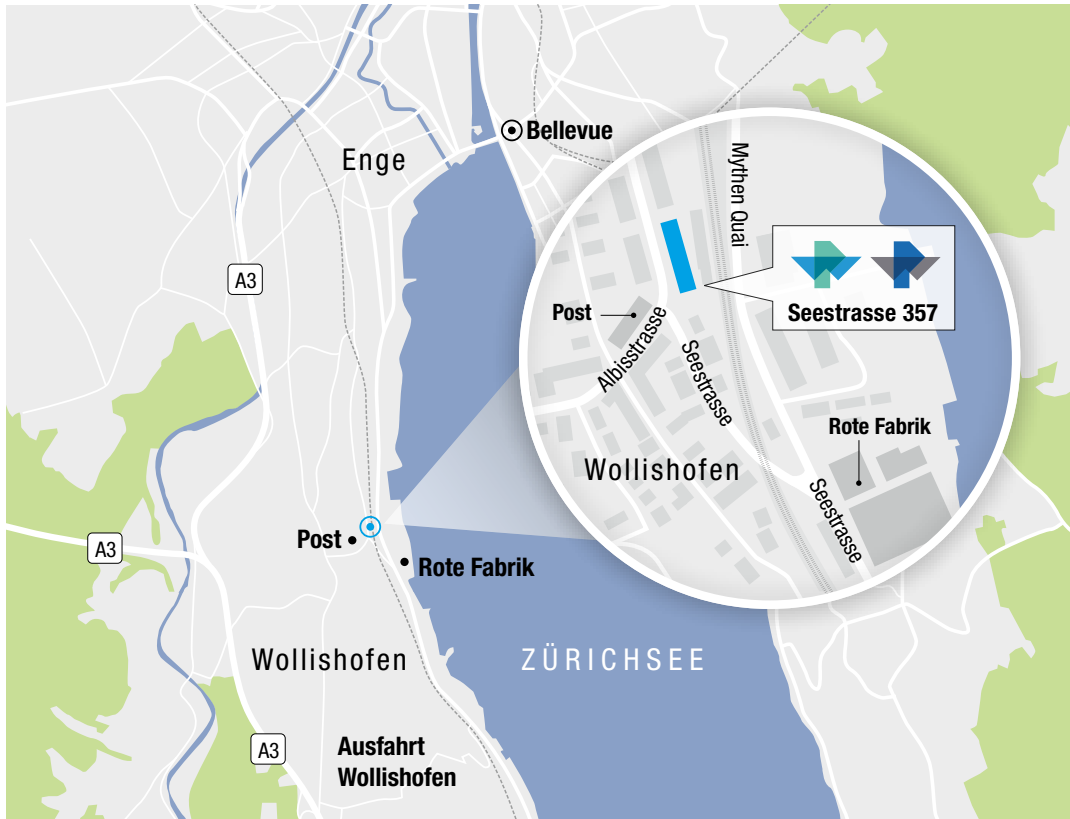 Bellevue
Enge
Mythen Quai
A3
Seestrasse 357
Post
Albisstrasse
Seestrasse
Rote Fabrik
Wollishofen
Seestrasse
A3
Post
Rote Fabrik
Wollishofen
ZÜRICHSEE
A3
Ausfahrt
Wollishofen